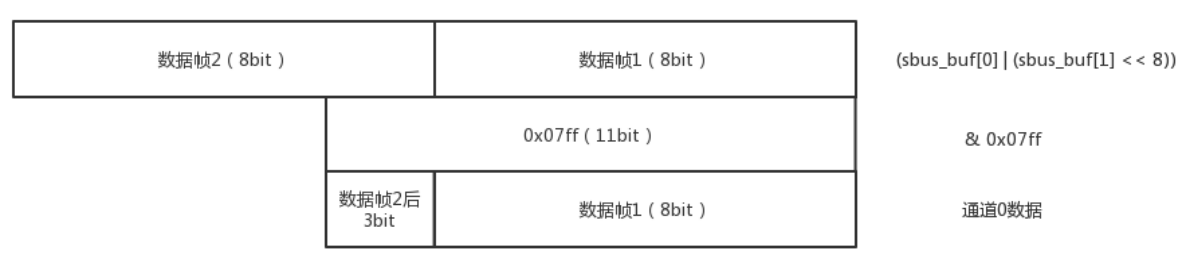 数据帧2（8bit）
数据帧1（8bit）
(sbus_buf[0] | (sbus_buf[1] << 8))
0x07ff（11bit）
& 0x07ff
数据帧2后
3bit
数据帧1（8bit）
通道0数据